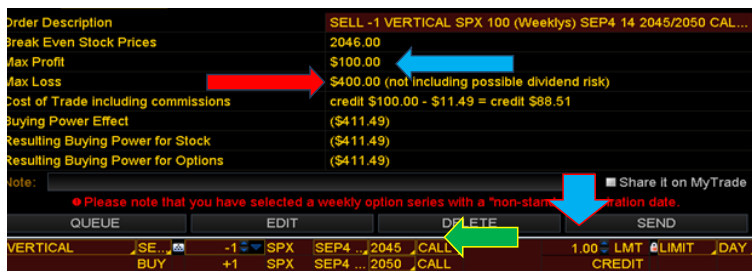 Order Description SELL -1 VERTICAL SPX 100 (Weeklys) SEP4 14 2045/2050 CAL...
Break Even Stock Prices 2046.00
Max Profit $100.00
Max Loss $400.00 (not including possible dividend risk)
Cost of Trade including commissions credit $100.00 - $11.49 = credit $88.51
Buying Power Effect ($411.49)
Resulting Buying Power for Stock ($411.49)
Resulting Buying Power for Options ($411.49)
Note: Share it on MyTrade
Please note that you have selected a weekly option series with a "non-stan ration date.
QUEUE EDIT DELETE SEND
VERTICAL SE... -1 SPX SEP4 ... 2045 CALL 1.00 LMT LIMIT DAY
BUY +1 SPX SEP4 ... 2050 CALL CREDIT